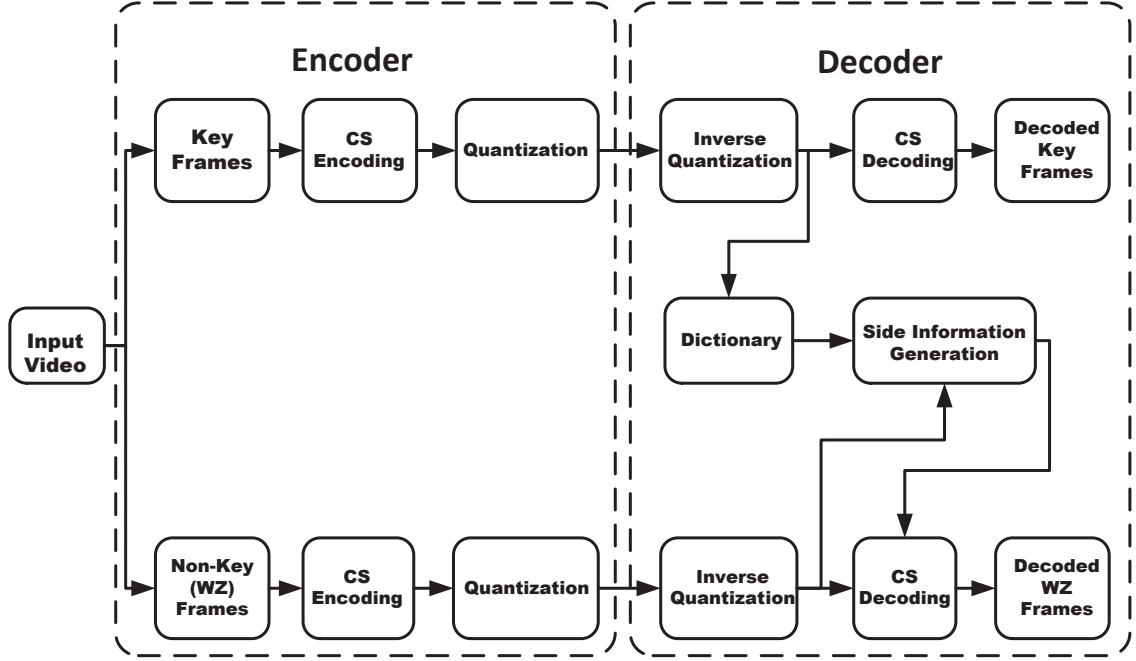 Encoder
Decoder
Key
Frames
CS
Encoding
Quantization
Inverse
Quantization
CS
Decoding
Decoded
Key
Frames
Input
Video
Dictionary
Side Information
Generation
Non-Key
(WZ)
Frames
CS
Encoding
Quantization
Inverse
Quantization
CS
Decoding
Decoded
WZ
Frames